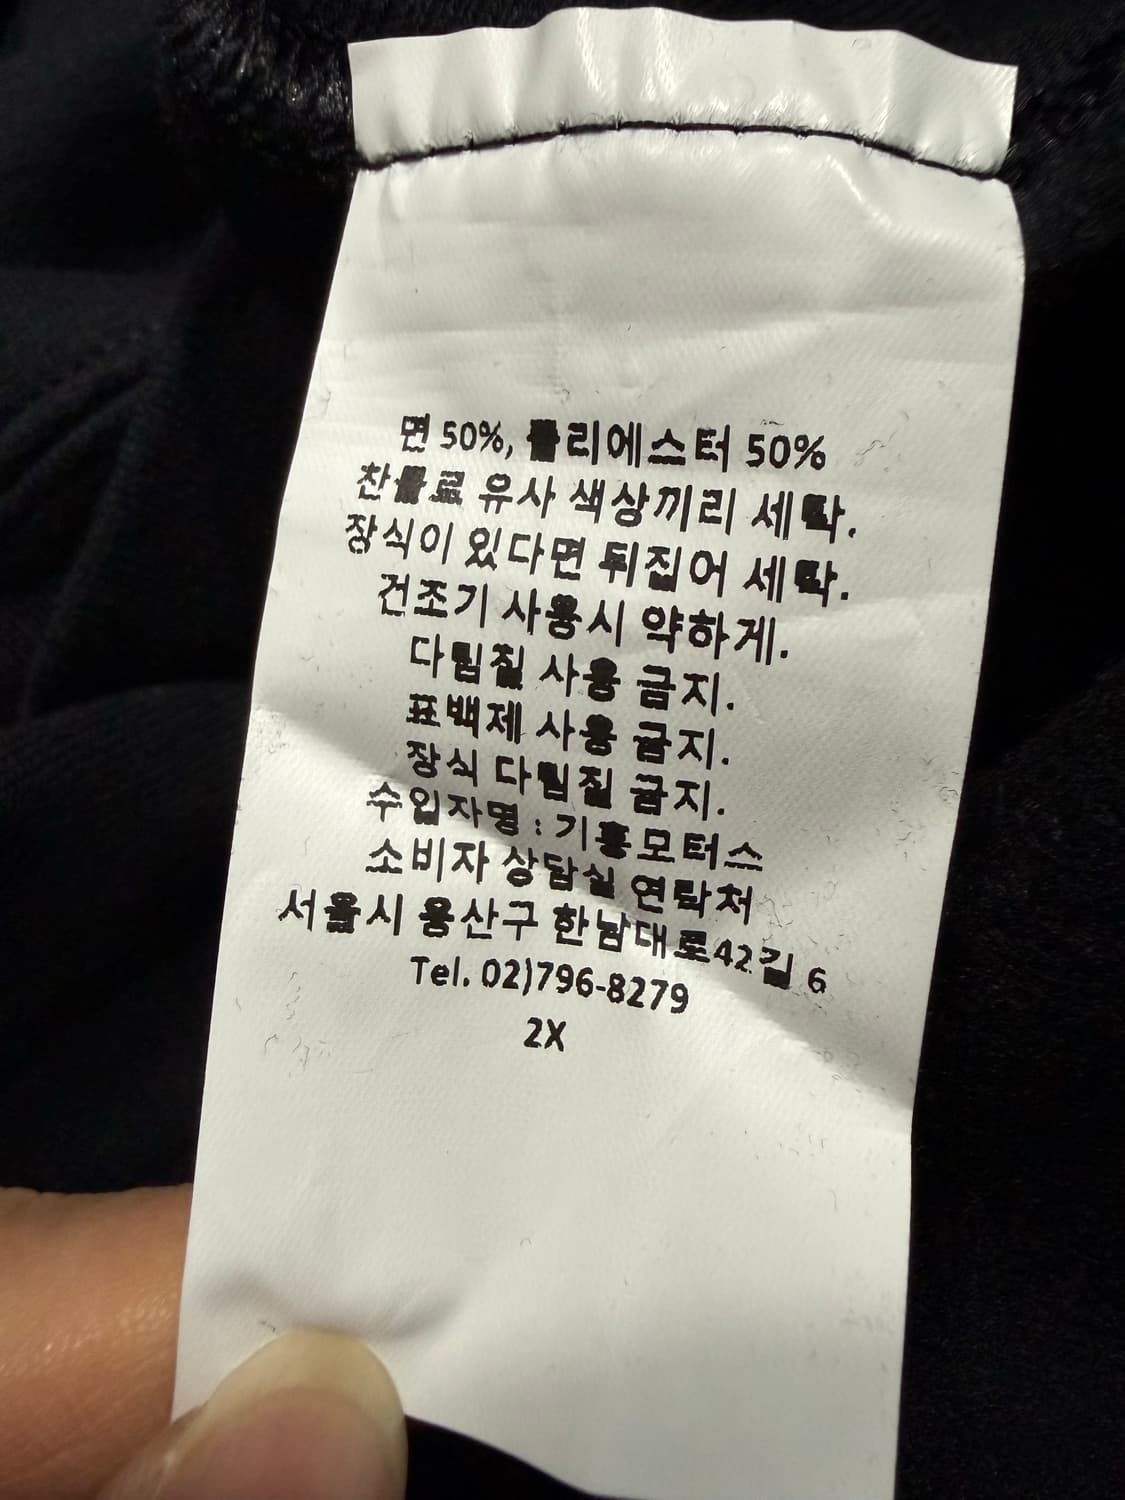 면 50%, 폴리에스터 50%
찬물로 유사 색상끼리 세탁.
장식이 있다면 뒤집어 세탁.
건조기 사용시 약하게.
다림질 사용 금지.
표백제 사용 금지.
장식 다림질 금지.
수입자명 : 기흥모터스
소비자 상담실 연락처
서울시 용산구 한남대로42길 6
Tel. 02)796-8279
2X